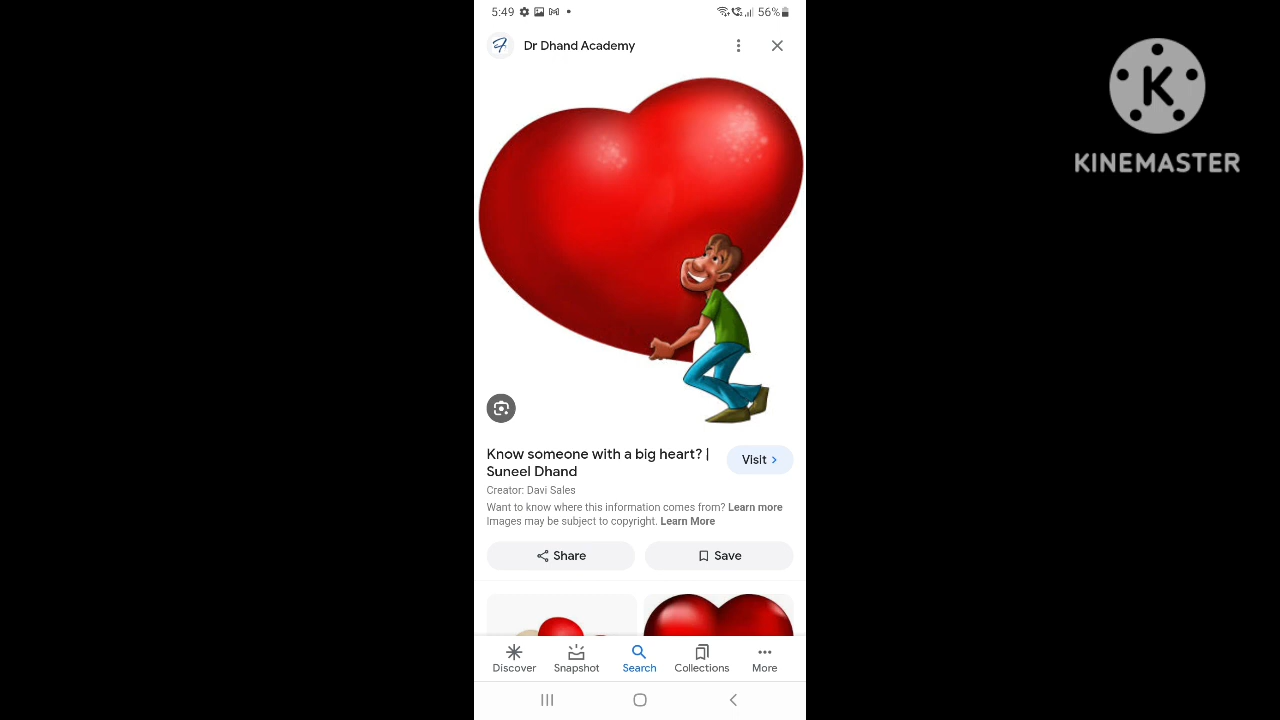 5:49
56%
Dr Dhand Academy
KINEMASTER
Know someone with a big heart? |
Suneel Dhand
Visit
Creator: Davi Sales
Want to know where this information comes from? Learn more
Images may be subject to copyright. Learn More
Share
Save
Discover
Snapshot
Search
Collections
More